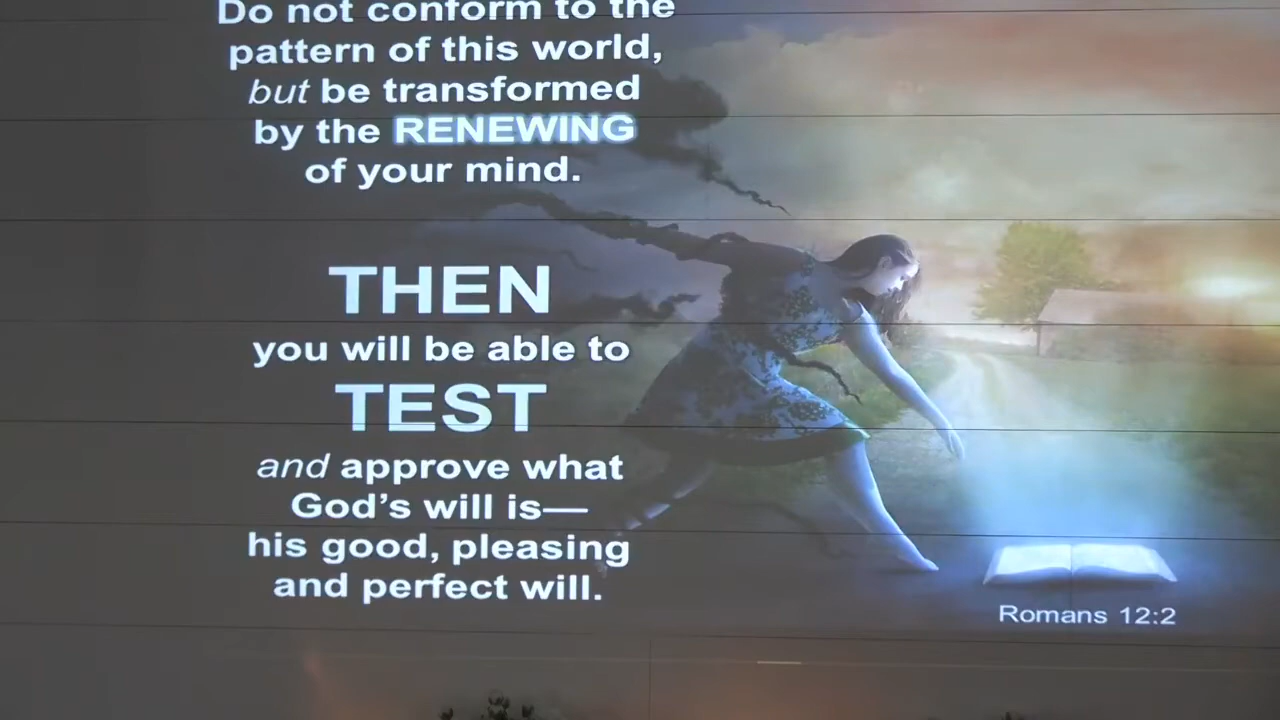 Do not conform to the
pattern of this world,
but be transformed
by the RENEWING
of your mind.
THEN
you will be able to
TEST
and approve what
God's will is—
his good, pleasing
and perfect will.
Romans 12:2